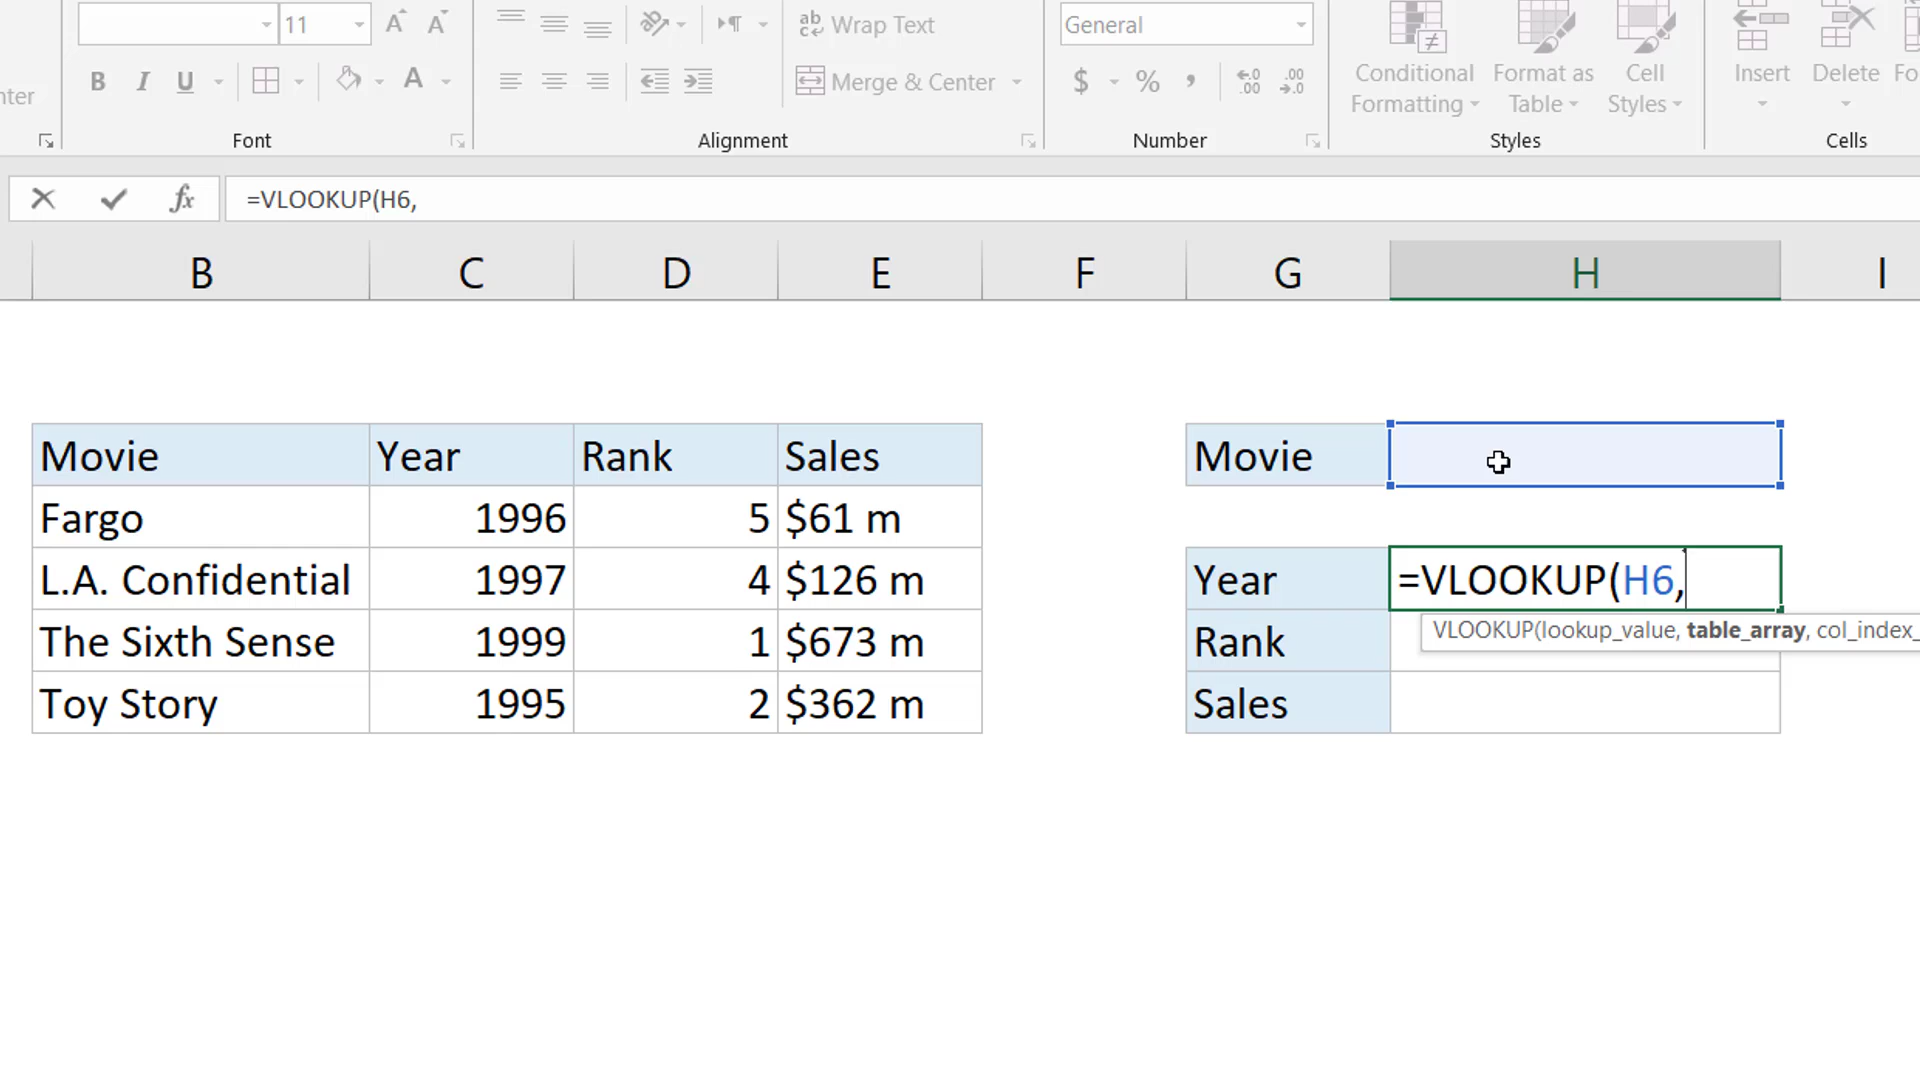 11 A A Wrap Text General
B I U A Merge & Center $ % , Conditional Formatting Format as Table Cell Styles Insert Delete
Font Alignment Number Styles Cells
fx =VLOOKUP(H6,
B C D E F G H I
Movie Year Rank Sales Movie
Fargo 1996 5 $61 m
L.A. Confidential 1997 4 $126 m Year =VLOOKUP(H6,
The Sixth Sense 1999 1 $673 m Rank VLOOKUP(lookup_value, table_array, col_index_
Toy Story 1995 2 $362 m Sales